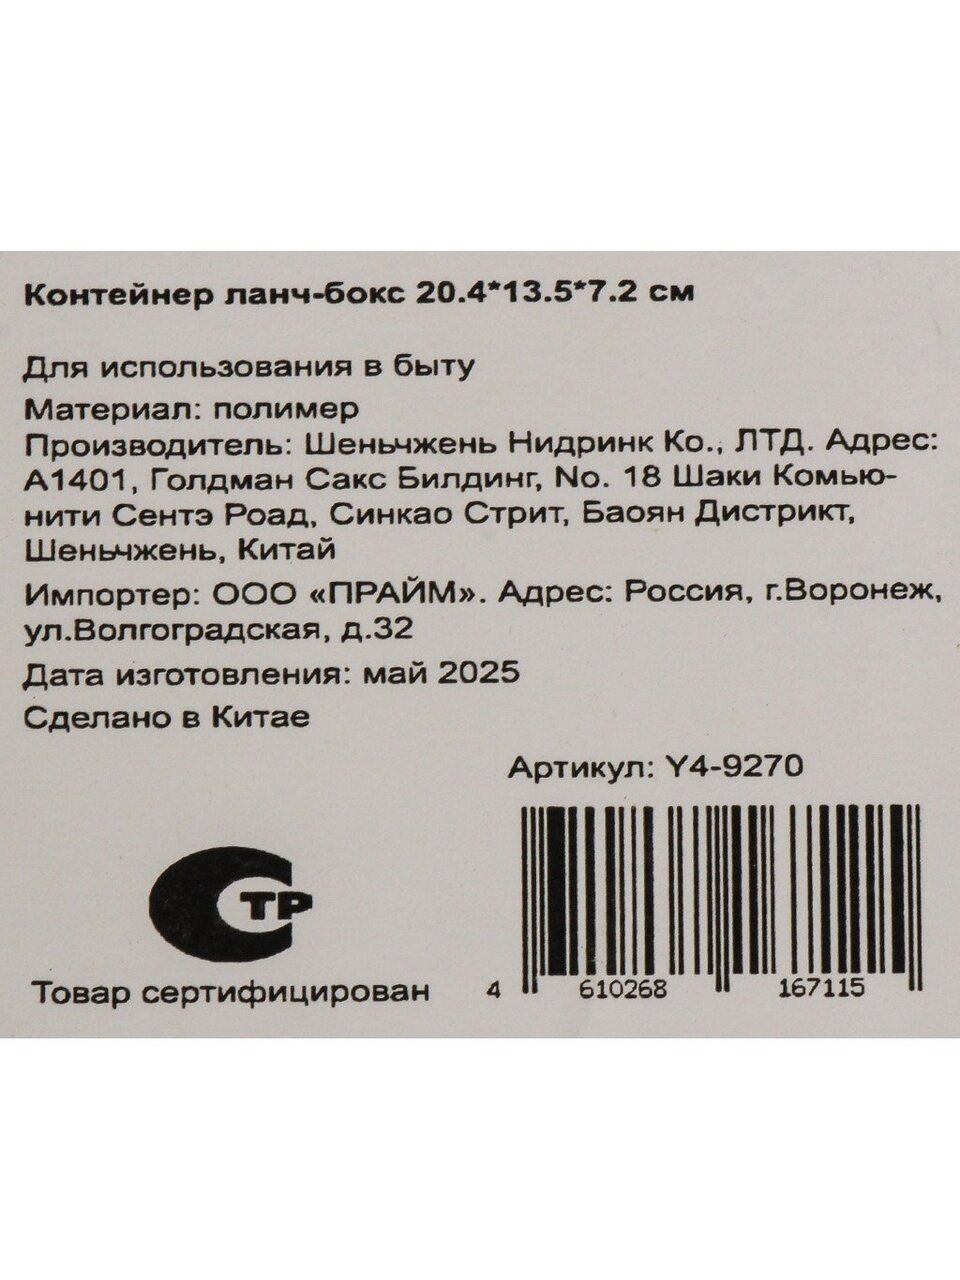 Контейнер ланч-бокс 20.4*13.5*7.2 см
Для использования в быту
Материал: полимер
Производитель: Шеньчжень Нидринк Ко., ЛТД. Адрес:
А1401, Голдман Сакс Билдинг, No. 18 Шаки Комью-
нити Сентэ Роад, Синкао Стрит, Баоян Дистрикт,
Шеньчжень, Китай
Импортер: ООО «ПРАЙМ». Адрес: Россия, г.Воронеж,
ул.Волгоградская, д.32
Дата изготовления: май 2025
Сделано в Китае
Артикул: Y4-9270
СТР
Товар сертифицирован
4 610268 167115